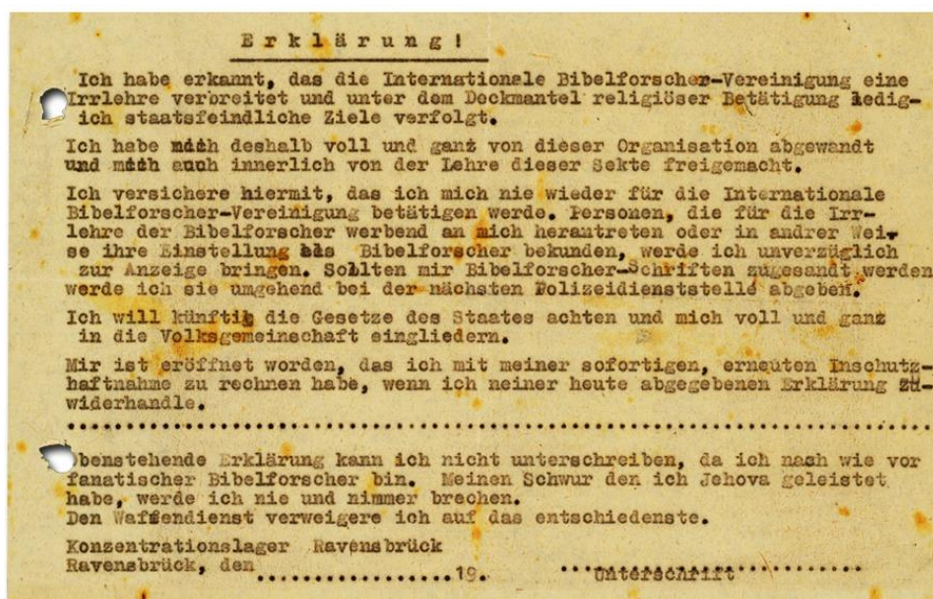 Erklärung!
Ich habe erkannt, das die Internationale Bibelforscher-Vereinigung eine
Irrlehre verbreitet und unter dem Deckmantel religiöser Betätigung ledig-
ich staatsfeindliche Ziele verfolgt.
Ich habe mich deshalb voll und ganz von dieser Organisation abgewandt
und mich auch innerlich von der Lehre dieser Sekte freigemacht.
Ich versichere hiermit, das ich mich nie wieder für die Internationale
Bibelforscher-Vereinigung betätigen werde. Personen, die für die Irr-
lehre der Bibelforscher werbend an mich herantreten oder in andrer Wei-
se ihre Einstellung als Bibelforscher bekunden, werde ich unverzüglich
zur Anzeige bringen. Sollten mir Bibelforscher-Schriften zugesandt werden
werde ich sie umgehend bei der nächsten Polizeidienststelle abgeben.
Ich will künftig die Gesetze des Staates achten und mich voll und ganz
in die Volksgemeinschaft eingliedern.
Mir ist eröffnet worden, das ich mit meiner sofortigen, erneuten Inschutz-
haftnahme zu rechnen habe, wenn ich meiner heute abgegebenen Erklärung zu-
widerhandle.
benstehende Erklärung kann ich nicht unterschreiben, da ich nach wie vor
fanatischer Bibelforscher bin. Meinen Schwur den ich Jehova geleistet
habe, werde ich nie und nimmer brechen.
Den Waffendienst verweigere ich auf das entschiedenste.
Konzentrationslager Ravensbrück
Ravensbrück, den....................19. ....................
Unterschrift